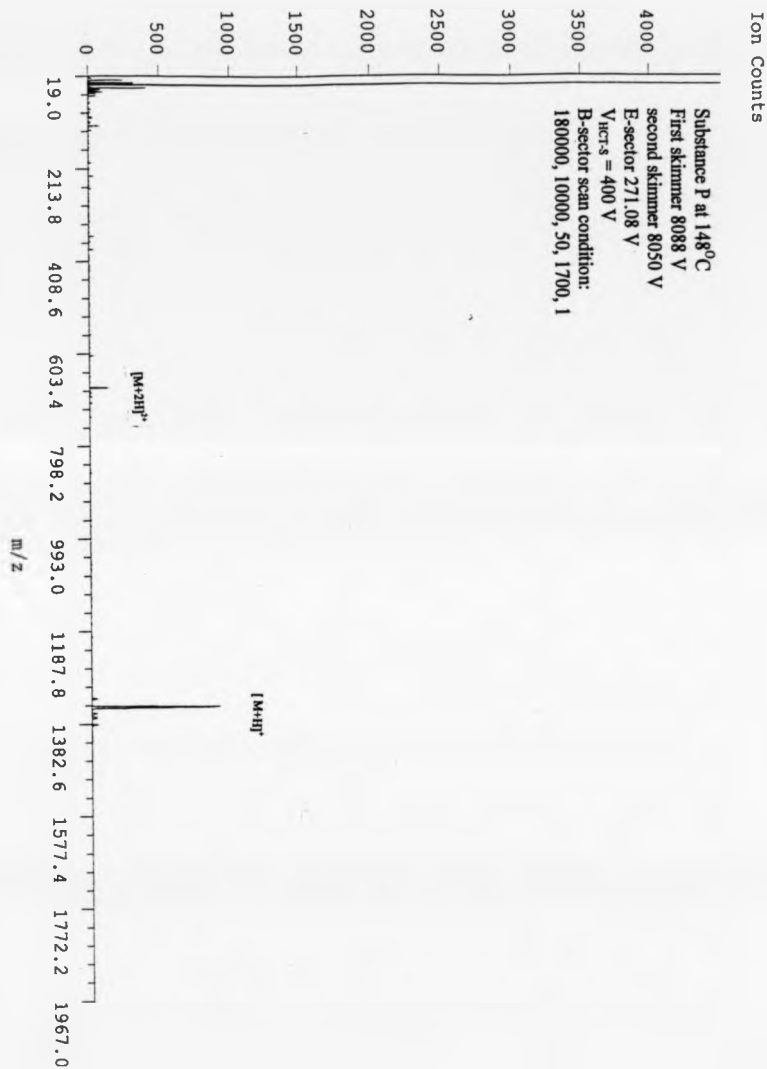 Ion Counts
4000
3500
3000
2500
2000
1500
1000
500
0
Substance P at 148⁰C
First skimmer 8088 V
second skimmer 8050 V
E-sector 271.08 V
V_HCT-S = 400 V
B-sector scan condition:
180000, 10000, 50, 1700, 1
[M+2H]²⁺
[M+H]⁺
19.0 213.8 408.6 603.4 798.2 993.0 1187.8 1382.6 1577.4 1772.2 1967.0
m/z